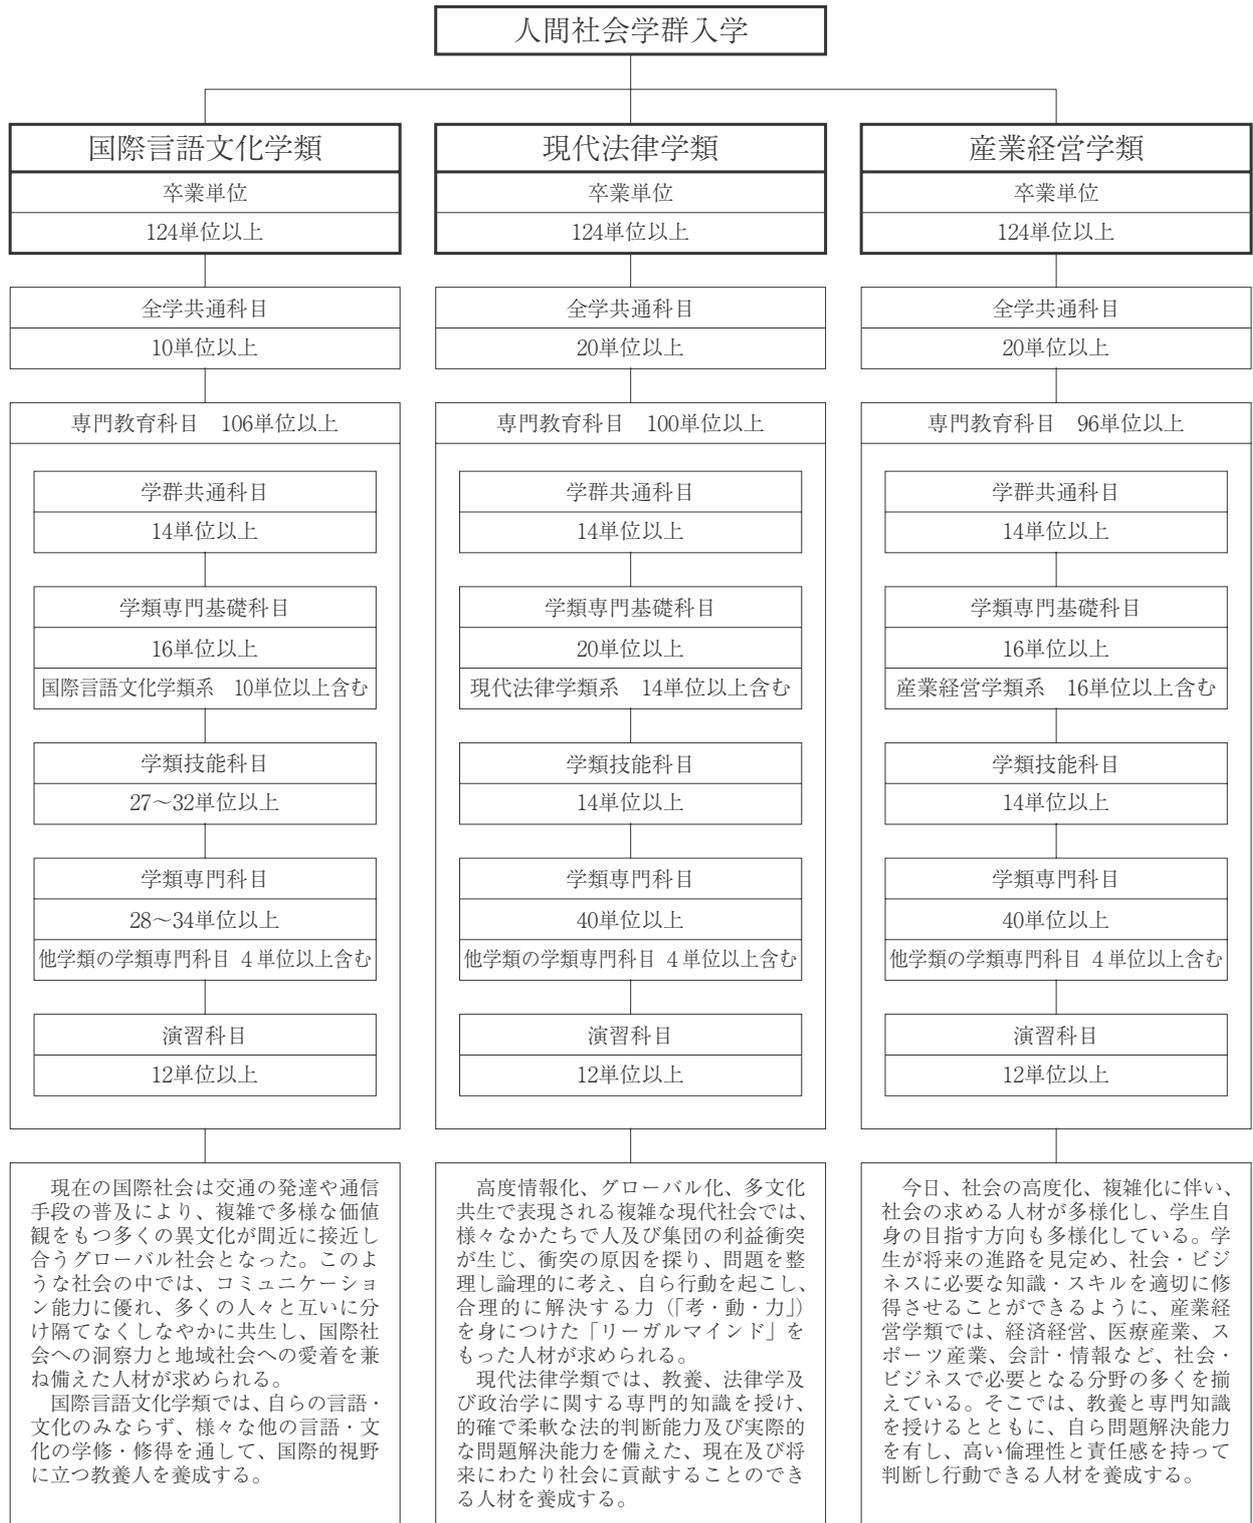 人間社会学群入学
国際言語文化学類
卒業単位
124単位以上
全学共通科目
10単位以上
専門教育科目　106単位以上
学群共通科目
14単位以上
学類専門基礎科目
16単位以上
国際言語文化学類系　10単位以上含む
学類技能科目
27～32単位以上
学類専門科目
28～34単位以上
他学類の学類専門科目 4単位以上含む
演習科目
12単位以上
　現在の国際社会は交通の発達や通信
手段の普及により、複雑で多様な価値
観をもつ多くの異文化が間近に接近し
合うグローバル社会となった。このよ
うな社会の中では、コミュニケーショ
ン能力に優れ、多くの人々と互いに分
け隔てなくしなやかに共生し、国際社
会への洞察力と地域社会への愛着を兼
ね備えた人材が求められる。
　国際言語文化学類では、自らの言語・
文化のみならず、様々な他の言語・文
化の学修・修得を通して、国際的視野
に立つ教養人を養成する。
現代法律学類
卒業単位
124単位以上
全学共通科目
20単位以上
専門教育科目　100単位以上
学群共通科目
14単位以上
学類専門基礎科目
20単位以上
現代法律学類系　14単位以上含む
学類技能科目
14単位以上
学類専門科目
40単位以上
他学類の学類専門科目 4単位以上含む
演習科目
12単位以上
　高度情報化、グローバル化、多文化
共生で表現される複雑な現代社会では、
様々なかたちで人及び集団の利益衝突
が生じ、衝突の原因を探り、問題を整
理し論理的に考え、自ら行動を起こし、
合理的に解決する力（「考・動・力」）
を身につけた「リーガルマインド」を
もった人材が求められる。
　現代法律学類では、教養、法律学及
び政治学に関する専門的知識を授け、
的確で柔軟な法的判断能力及び実際的
な問題解決能力を備えた、現在及び将
来にわたり社会に貢献することのでき
る人材を養成する。
産業経営学類
卒業単位
124単位以上
全学共通科目
20単位以上
専門教育科目　96単位以上
学群共通科目
14単位以上
学類専門基礎科目
16単位以上
産業経営学類系　16単位以上含む
学類技能科目
14単位以上
学類専門科目
40単位以上
他学類の学類専門科目 4単位以上含む
演習科目
12単位以上
　今日、社会の高度化、複雑化に伴い、
社会の求める人材が多様化し、学生自
身の目指す方向も多様化している。学
生が将来の進路を見定め、社会・ビジ
ネスに必要な知識・スキルを適切に修
得させることができるように、産業経
営学類では、経済経営、医療産業、ス
ポーツ産業、会計・情報など、社会・
ビジネスで必要となる分野の多くを揃
えている。そこでは、教養と専門知識
を授けるとともに、自ら問題解決能力
を有し、高い倫理性と責任感を持って
判断し行動できる人材を養成する。